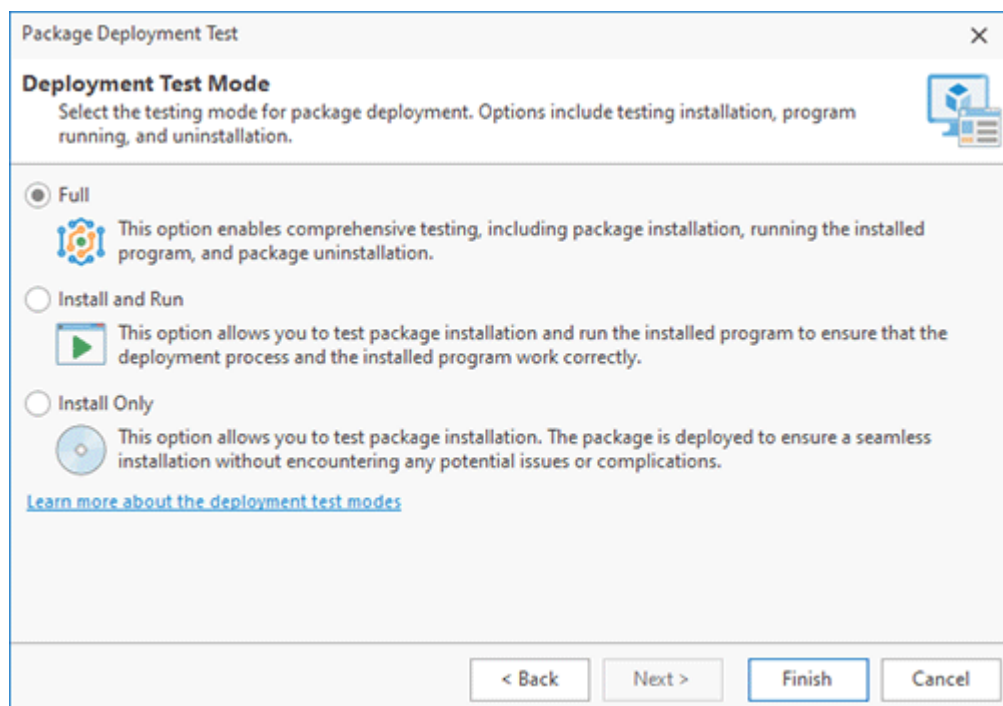 Package Deployment Test
Deployment Test Mode
Select the testing mode for package deployment. Options include testing installation, program
running, and uninstallation.
Full
This option enables comprehensive testing, including package installation, running the installed
program, and package uninstallation.
Install and Run
This option allows you to test package installation and run the installed program to ensure that the
deployment process and the installed program work correctly.
Install Only
This option allows you to test package installation. The package is deployed to ensure a seamless
installation without encountering any potential issues or complications.
Learn more about the deployment test modes
< Back
Next >
Finish
Cancel